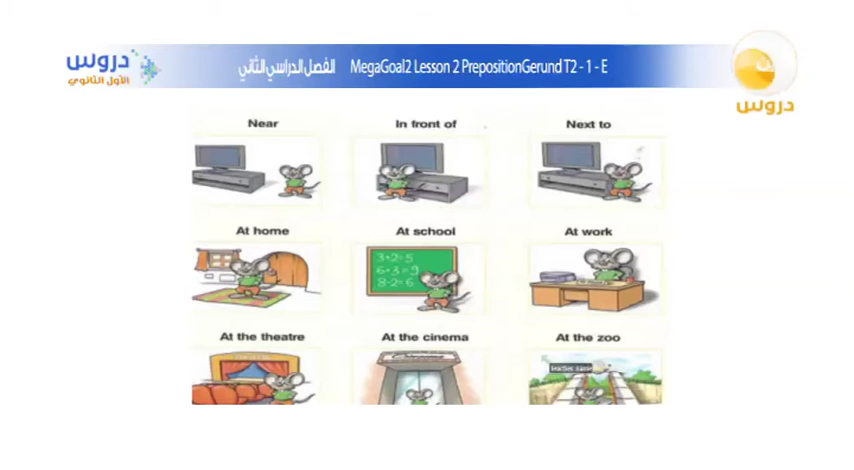 دروس
الأول الثانوي
الفصل الدراسي الثاني MegaGoal2 Lesson 2 PrepositionGerund T2 - 1 - E
عين
دروس
Near
In front of
Next to
At home
At school
At work
3+2=5
6+3=9
8-2=6
At the theatre
At the cinema
At the zoo
Cinema